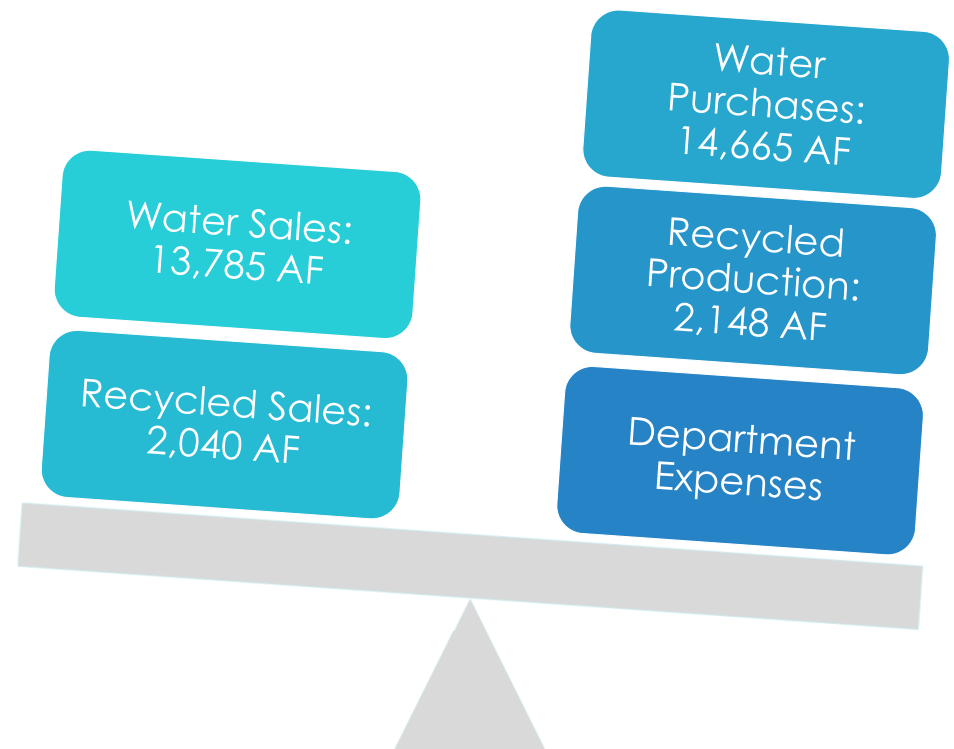 Water Sales:
13,785 AF
Recycled Sales:
2,040 AF
Water
Purchases:
14,665 AF
Recycled
Production:
2,148 AF
Department
Expenses